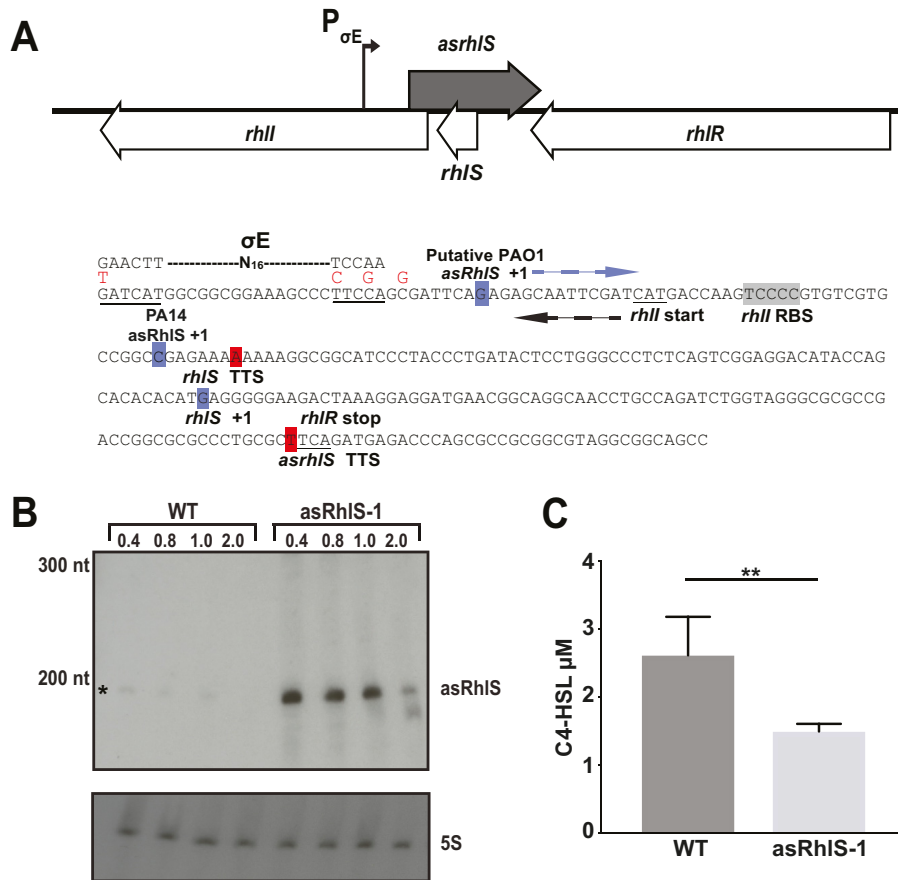 A
PσE
asrhlS
rhlI
rhlS
rhlR
σE
GAACTT -------------N16------------TCCAA
T C G G
Putative PAO1
asRhlS +1
GATCATGGCGGCGGAAAGCCCTTCCAGCGATTCAGAGAGCAATTCGATCATGACCAAGTCCCCGTGTCGTG
PA14
asRhlS +1
rhlI start
rhlI RBS
CCGGCCGAGAAAAAAAAGGCGGCATCCCTACCCTGATACTCCTGGGCCCTCTCAGTCGGAGGACATACCAG
rhlS TTS
CACACACATGAGGGGGAAGACTAAAGGAGGATGAACGGCAGGCAACCTGCCAGATCTGGTAGGGCGCGCCG
rhlS +1
rhlR stop
ACCGGCGCGCCCTGCGCTTCAGATGAGACCCAGCGCCGCGGCGTAGGCGGCAGCC
asrhlS TTS
B
WT
asRhlS-1
0.4 0.8 1.0 2.0 0.4 0.8 1.0 2.0
300 nt
200 nt
*
asRhlS
5S
C
**
C4-HSL µM
4
3
2
1
0
WT
asRhlS-1